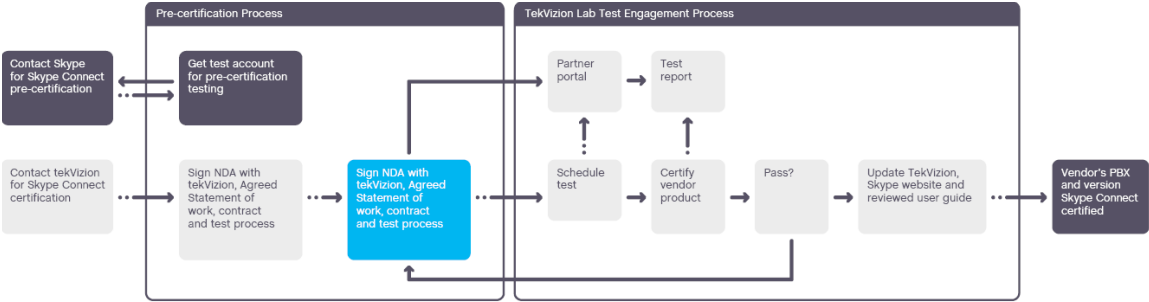 Pre-certification Process
TekVizion Lab Test Engagement Process
Contact Skype
for Skype Connect
pre-certification
Get test account
for pre-certification
testing
Partner
portal
Test
report
Contact tekVizion
for Skype Connect
certification
Sign NDA with
tekVizion, Agreed
Statement of
work, contract
and test process
Sign NDA with
tekVizion, Agreed
Statement of
work, contract
and test process
Schedule
test
Certify
vendor
product
Pass?
Update TekVizion,
Skype website and
reviewed user guide
Vendor's PBX
and version
Skype Connect
certified